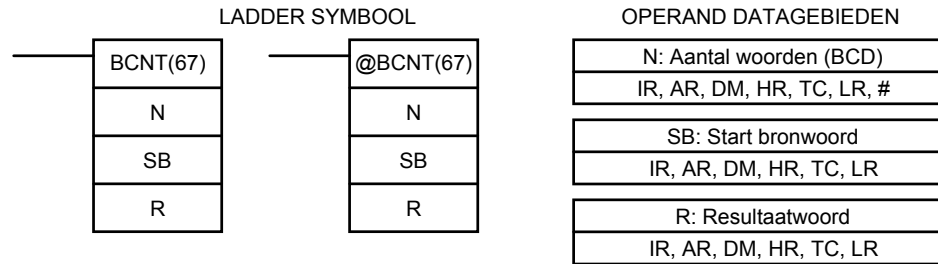 LADDER SYMBOOL
BCNT(67)
N
SB
R
@BCNT(67)
N
SB
R
OPERAND DATAGEBIEDEN
N: Aantal woorden (BCD)
IR, AR, DM, HR, TC, LR, #
SB: Start bronwoord
IR, AR, DM, HR, TC, LR
R: Resultaatwoord
IR, AR, DM, HR, TC, LR